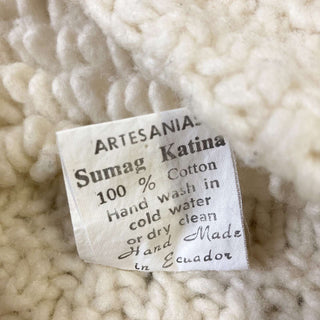 ARTESANIAS
Sumag Katina
100 % Cotton
Hand wash in
cold water
or dry clean
Hand Made
in Ecuador